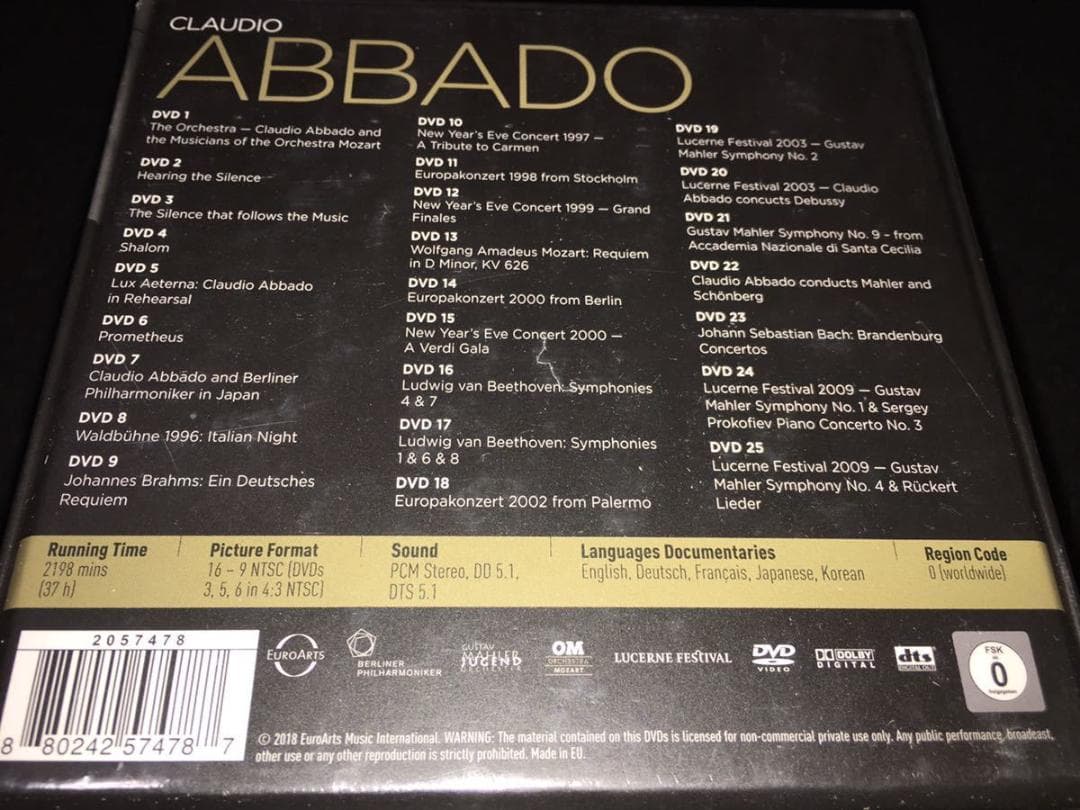 CLAUDIO
ABBADO
DVD 1
The Orchestra — Claudio Abbado and
the Musicians of the Orchestra Mozart
DVD 2
Hearing the Silence
DVD 3
The Silence that follows the Music
DVD 4
Shalom
DVD 5
Lux Aeterna: Claudio Abbado
in Rehearsal
DVD 6
Prometheus
DVD 7
Claudio Abbado and Berliner
Philharmoniker in Japan
DVD 8
Waldbühne 1996: Italian Night
DVD 9
Johannes Brahms: Ein Deutsches
Requiem
DVD 10
New Year's Eve Concert 1997 —
A Tribute to Carmen
DVD 11
Europakonzert 1998 from Stockholm
DVD 12
New Year's Eve Concert 1999 — Grand
Finales
DVD 13
Wolfgang Amadeus Mozart: Requiem
in D Minor, KV 626
DVD 14
Europakonzert 2000 from Berlin
DVD 15
New Year's Eve Concert 2000 —
A Verdi Gala
DVD 16
Ludwig van Beethoven: Symphonies
4 & 7
DVD 17
Ludwig van Beethoven: Symphonies
1 & 6 & 8
DVD 18
Europakonzert 2002 from Palermo
DVD 19
Lucerne Festival 2003 — Gustav
Mahler Symphony No. 2
DVD 20
Lucerne Festival 2003 — Claudio
Abbado concucts Debussy
DVD 21
Gustav Mahler Symphony No. 9 - from
Accademia Nazionale di Santa Cecilia
DVD 22
Claudio Abbado conducts Mahler and
Schönberg
DVD 23
Johann Sebastian Bach: Brandenburg
Concertos
DVD 24
Lucerne Festival 2009 — Gustav
Mahler Symphony No. 1 & Sergey
Prokofiev Piano Concerto No. 3
DVD 25
Lucerne Festival 2009 — Gustav
Mahler Symphony No. 4 & Rückert
Lieder
Running Time
2198 mins
(37 h)
Picture Format
16 – 9 NTSC (DVDs
3, 5, 6 in 4:3 NTSC)
Sound
PCM Stereo, DD 5.1,
DTS 5.1
Languages Documentaries
English, Deutsch, Français, Japanese, Korean
Region Code
0 (worldwide)
2057478
8 80242 57478 7
EUROARTS
BERLINER
PHILHARMONIKER
GUSTAV
MAHLER
JUGEND
OM
ORCHESTRA
MOZART
LUCERNE FESTIVAL
DVD
VIDEO
DOLBY
DIGITAL
dts
DIGITAL OUT
FSK
0
freigegeben
© 2018 EuroArts Music International. WARNING: The material contained on this DVDs is licensed for non-commercial private use only. Any public performance, broadcast,
other use or any other reproduction is strictly prohibited. Made in EU.